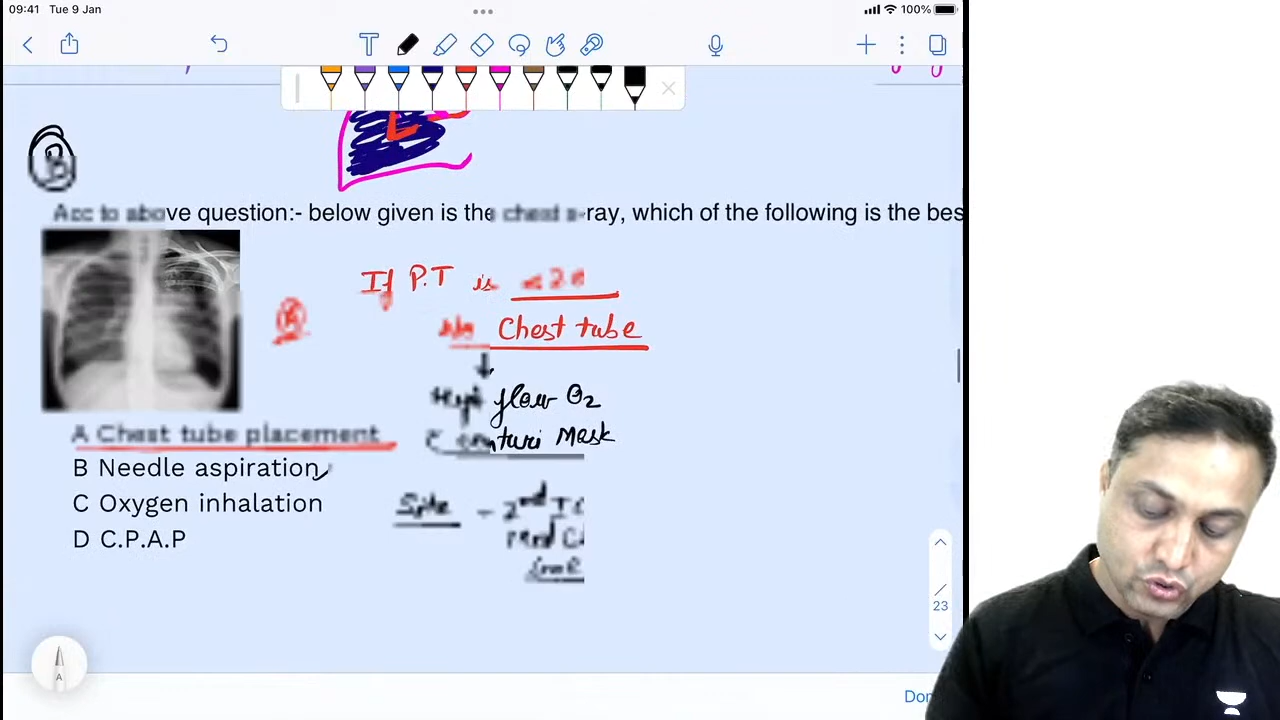 09:41 Tue 9 Jan
100%
T
Acc to above question:- below given is the chest x-ray, which of the following is the bes
If P.T is
Chest tube
flow O2
Mask
A Chest tube placement
B Needle aspiration
C Oxygen inhalation
D C.P.A.P
Site - 2nd
23
A